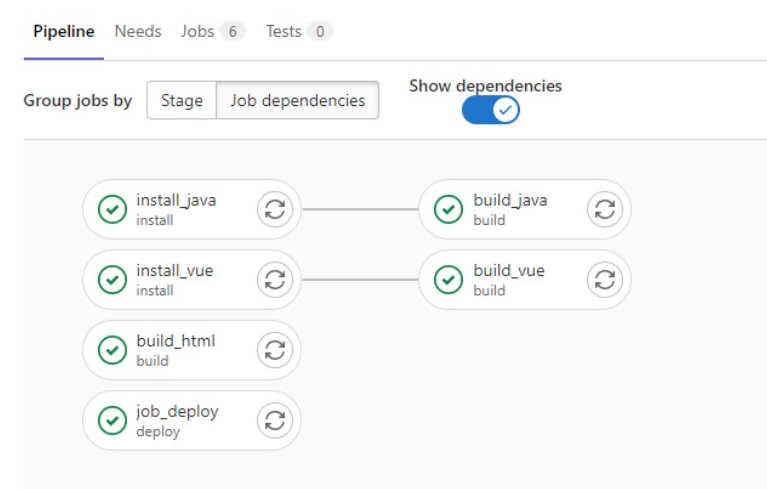 Pipeline Needs Jobs 6 Tests 0
Group jobs by Stage Job dependencies Show dependencies
install_java
install
build_java
build
install_vue
install
build_vue
build
build_html
build
job_deploy
deploy